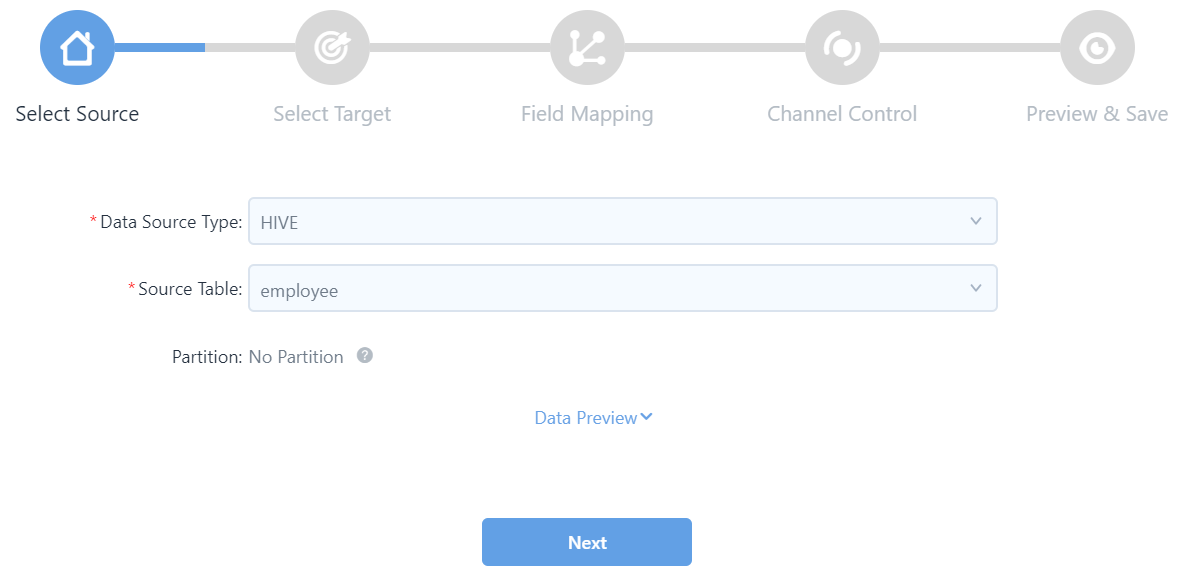 Select Source
Select Target
Field Mapping
Channel Control
Preview & Save
*Data Source Type: HIVE
*Source Table: employee
Partition: No Partition ?
Data Preview
Next